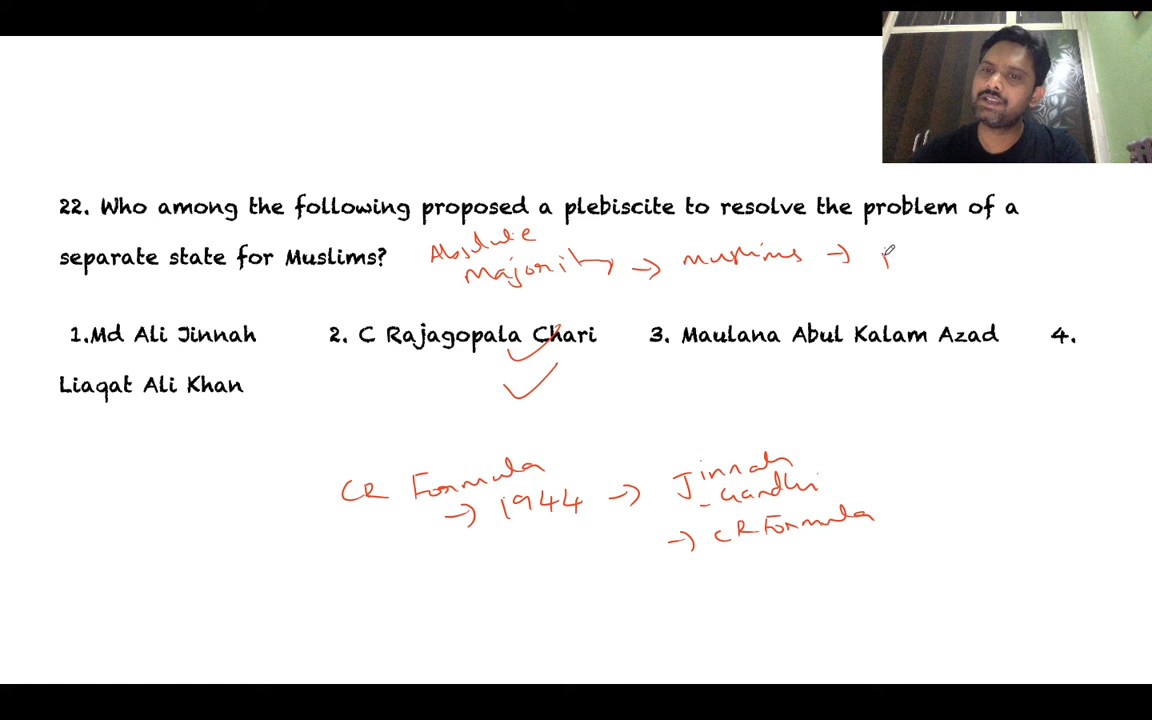 22. Who among the following proposed a plebiscite to resolve the problem of a
separate state for Muslims?
Absolute
Majority → muslims →
1.Md Ali Jinnah 2. C Rajagopala Chari 3. Maulana Abul Kalam Azad 4.
Liaqat Ali Khan
CR Formula
→ 1944 → Jinnah
- Gandhi
→ CR Formula